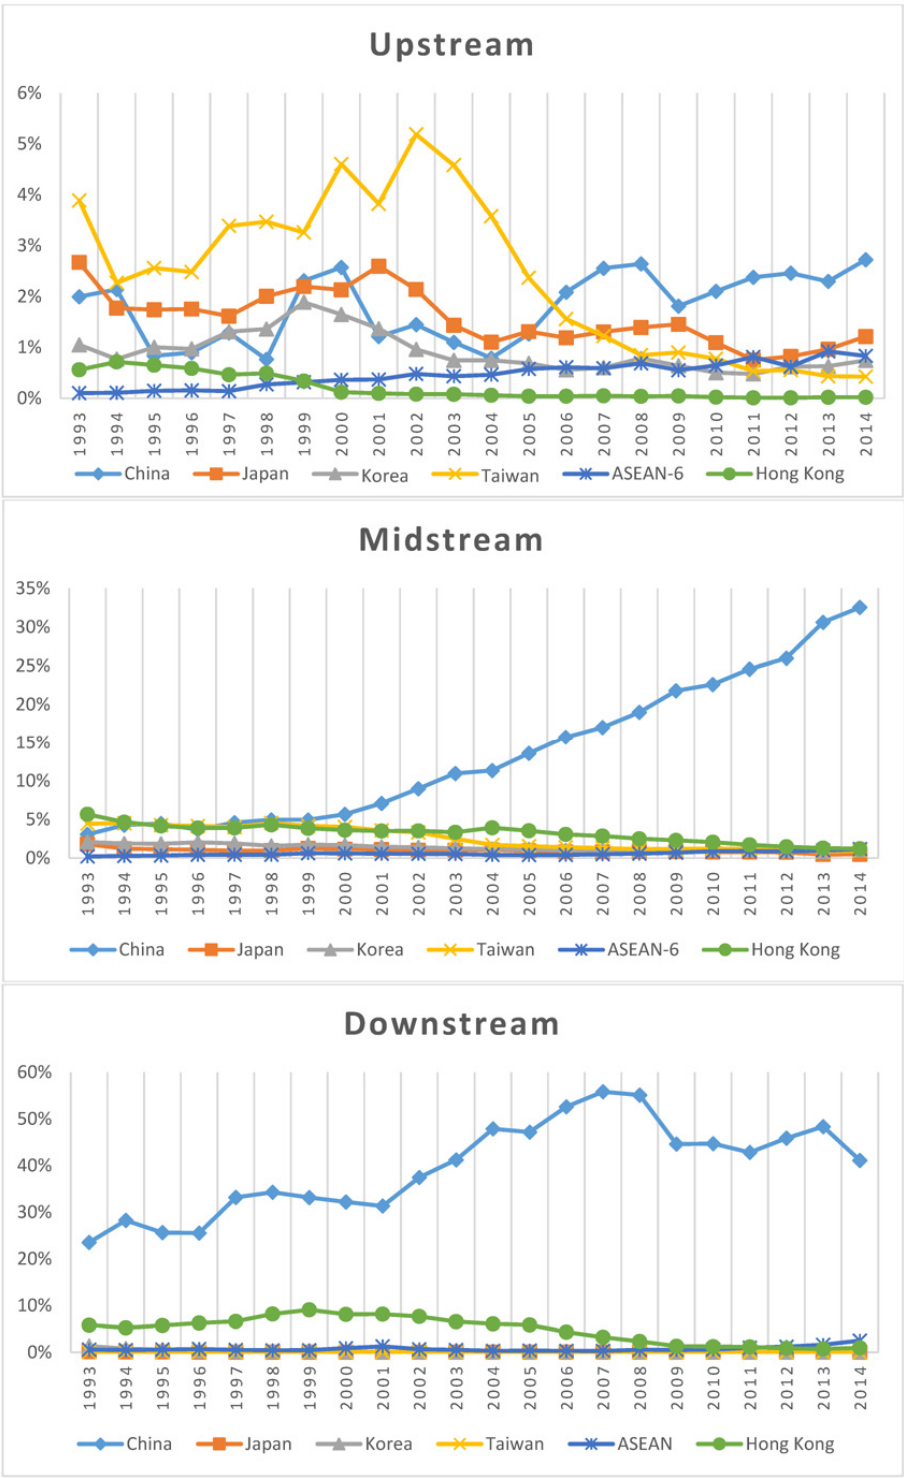 Upstream
6%
5%
4%
3%
2%
1%
0%
1993 1994 1995 1996 1997 1998 1999 2000 2001 2002 2003 2004 2005 2006 2007 2008 2009 2010 2011 2012 2013 2014
China Japan Korea Taiwan ASEAN-6 Hong Kong
Midstream
35%
30%
25%
20%
15%
10%
5%
0%
1993 1994 1995 1996 1997 1998 1999 2000 2001 2002 2003 2004 2005 2006 2007 2008 2009 2010 2011 2012 2013 2014
China Japan Korea Taiwan ASEAN-6 Hong Kong
Downstream
60%
50%
40%
30%
20%
10%
0%
1993 1994 1995 1996 1997 1998 1999 2000 2001 2002 2003 2004 2005 2006 2007 2008 2009 2010 2011 2012 2013 2014
China Japan Korea Taiwan ASEAN Hong Kong